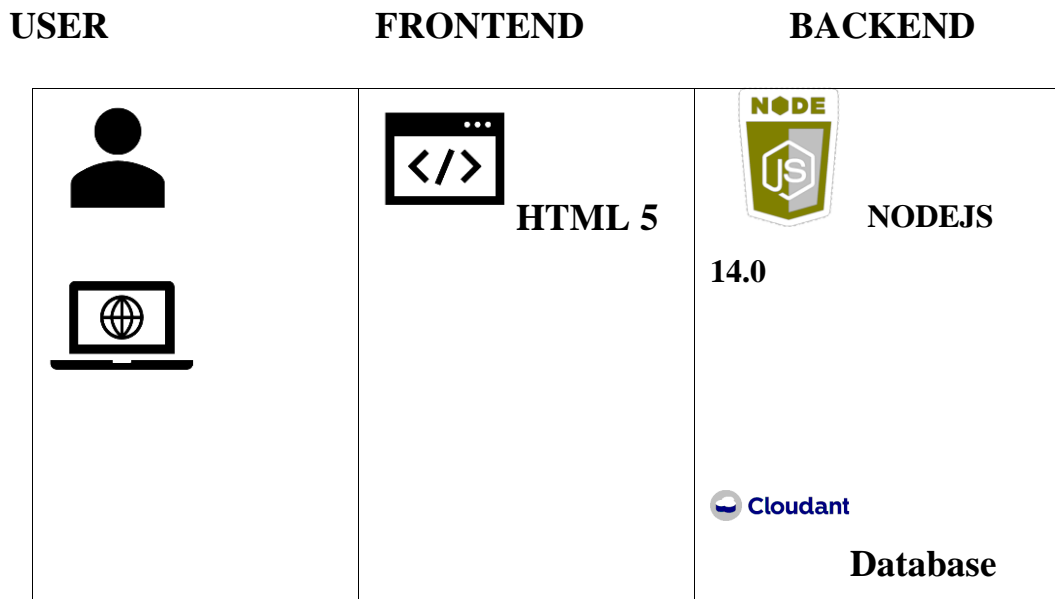 USER FRONTEND BACKEND
NODE
JS
</>
HTML 5
NODEJS
14.0
Cloudant
Database